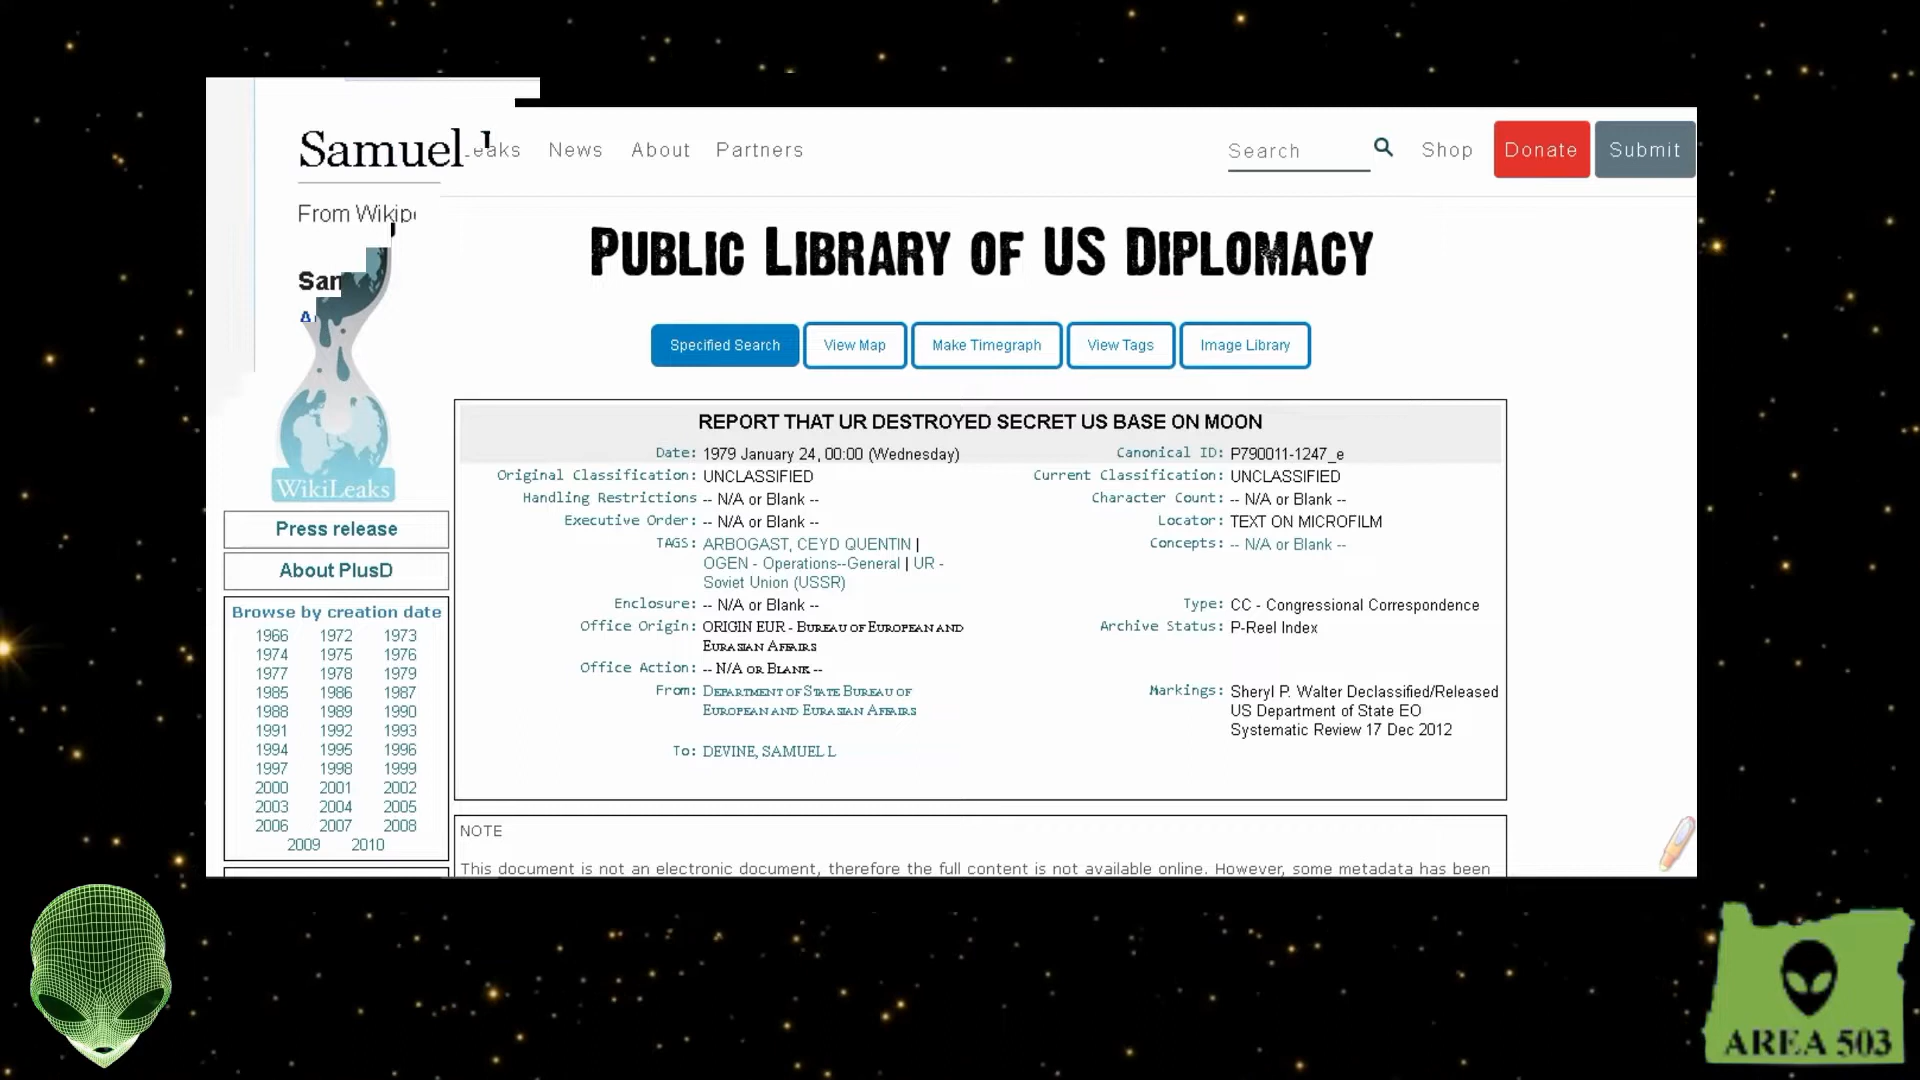 Samuel
eaks News About Partners Search Shop Donate Submit
From Wikip
PUBLIC LIBRARY OF US DIPLOMACY
San
Specified Search View Map Make Timegraph View Tags Image Library
WikiLeaks
Press release
About PlusD
Browse by creation date
1966 1972 1973
1974 1975 1976
1977 1978 1979
1985 1986 1987
1988 1989 1990
1991 1992 1993
1994 1995 1996
1997 1998 1999
2000 2001 2002
2003 2004 2005
2006 2007 2008
2009 2010
REPORT THAT UR DESTROYED SECRET US BASE ON MOON
Date: 1979 January 24, 00:00 (Wednesday) Canonical ID: P790011-1247_e
Original Classification: UNCLASSIFIED Current Classification: UNCLASSIFIED
Handling Restrictions -- N/A or Blank -- Character Count: -- N/A or Blank --
Executive Order: -- N/A or Blank -- Locator: TEXT ON MICROFILM
TAGS: ARBOGAST, CEYD QUENTIN | Concepts: -- N/A or Blank --
OGEN - Operations--General | UR -
Soviet Union (USSR)
Enclosure: -- N/A or Blank -- Type: CC - Congressional Correspondence
Office Origin: ORIGIN EUR - BUREAU OF EUROPEAN AND Archive Status: P-Reel Index
EURASIAN AFFAIRS
Office Action: -- N/A OR BLANK --
From: DEPARTMENT OF STATE BUREAU OF Markings: Sheryl P. Walter Declassified/Released
EUROPEAN AND EURASIAN AFFAIRS US Department of State EO
Systematic Review 17 Dec 2012
To: DEVINE, SAMUEL L
NOTE
This document is not an electronic document, therefore the full content is not available online. However, some metadata has been
AREA 503